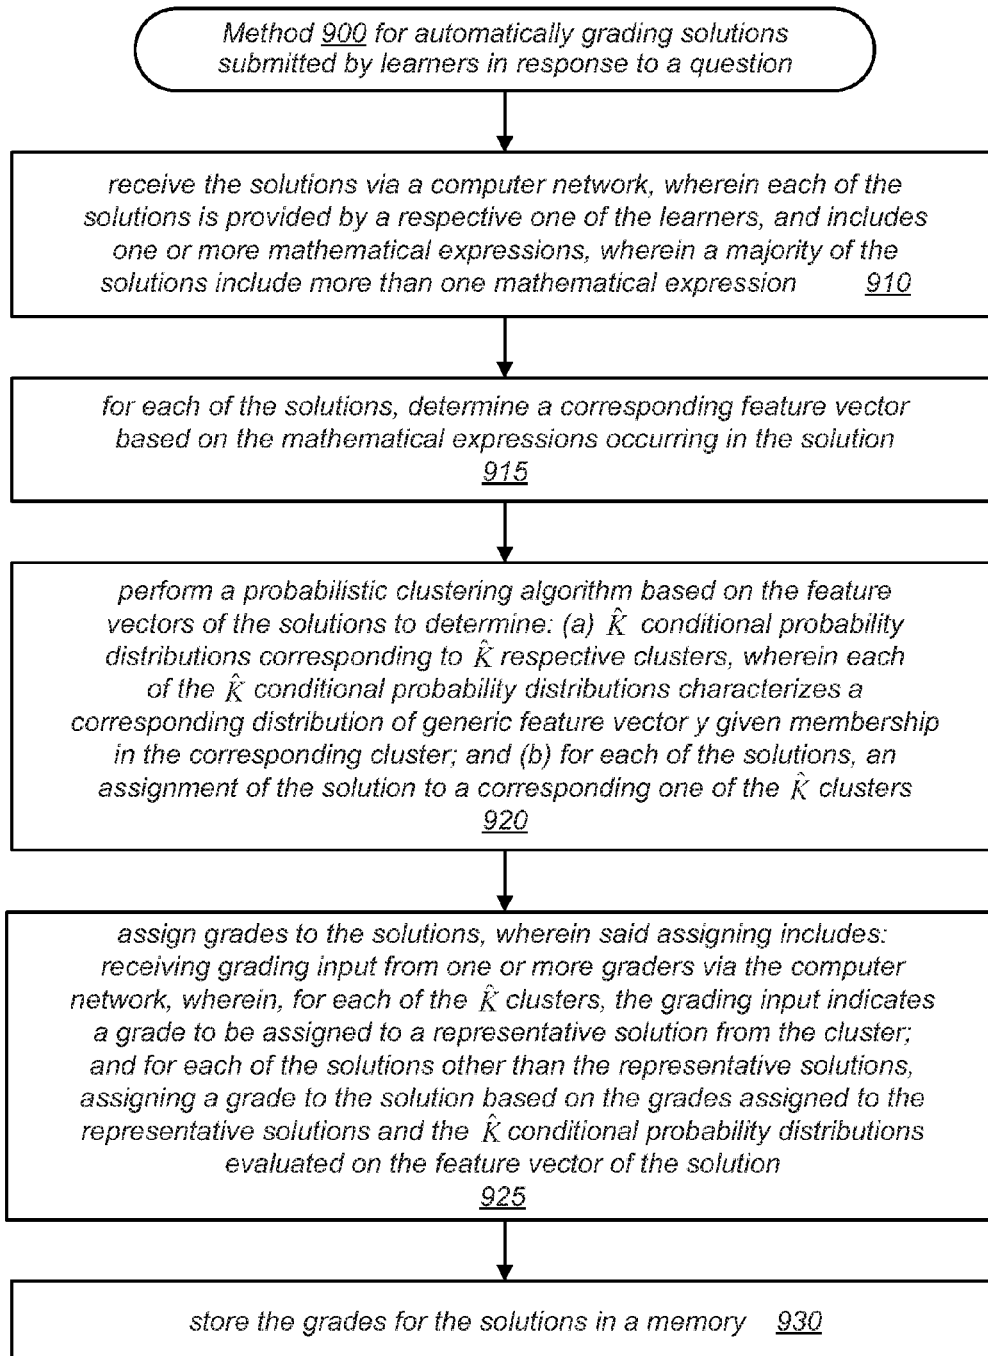 Method 900 for automatically grading solutions
submitted by learners in response to a question
receive the solutions via a computer network, wherein each of the
solutions is provided by a respective one of the learners, and includes
one or more mathematical expressions, wherein a majority of the
solutions include more than one mathematical expression 910
for each of the solutions, determine a corresponding feature vector
based on the mathematical expressions occurring in the solution
915
perform a probabilistic clustering algorithm based on the feature
vectors of the solutions to determine: (a) K̂ conditional probability
distributions corresponding to K̂ respective clusters, wherein each
of the K̂ conditional probability distributions characterizes a
corresponding distribution of generic feature vector y given membership
in the corresponding cluster; and (b) for each of the solutions, an
assignment of the solution to a corresponding one of the K̂ clusters
920
assign grades to the solutions, wherein said assigning includes:
receiving grading input from one or more graders via the computer
network, wherein, for each of the K̂ clusters, the grading input indicates
a grade to be assigned to a representative solution from the cluster;
and for each of the solutions other than the representative solutions,
assigning a grade to the solution based on the grades assigned to the
representative solutions and the K̂ conditional probability distributions
evaluated on the feature vector of the solution
925
store the grades for the solutions in a memory 930